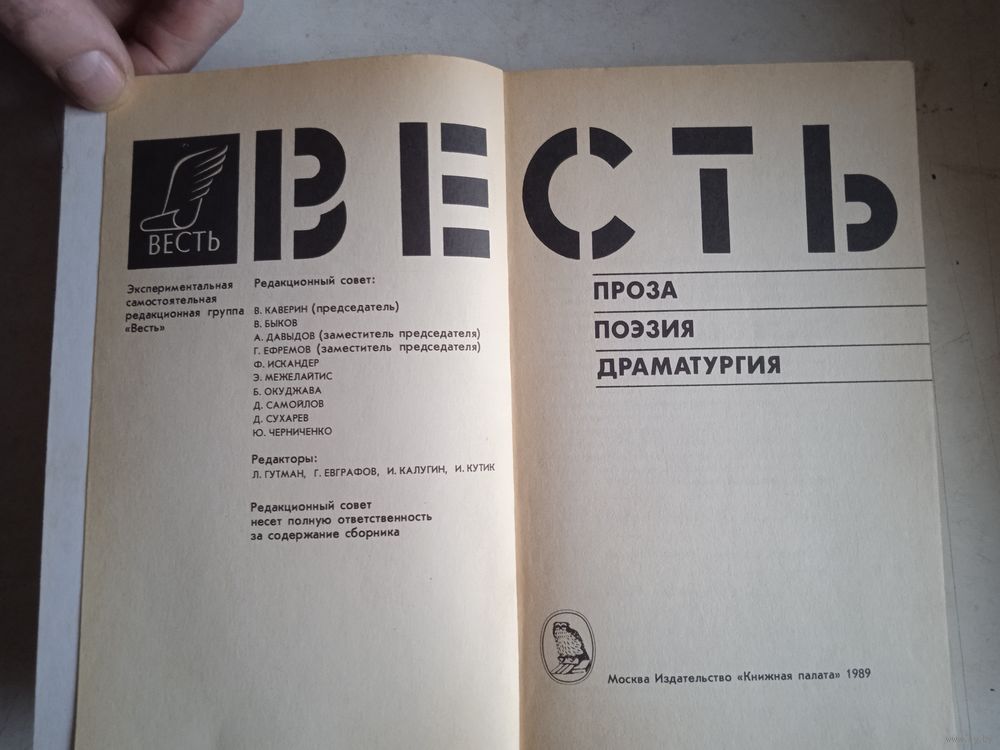 ВЕСТЬ
ВЕСТЬ
Экспериментальная
самостоятельная
редакционная группа
«Весть»
Редакционный совет:
В. КАВЕРИН (председатель)
В. БЫКОВ
А. ДАВЫДОВ (заместитель председателя)
Г. ЕФРЕМОВ (заместитель председателя)
Ф. ИСКАНДЕР
Э. МЕЖЕЛАЙТИС
Б. ОКУДЖАВА
Д. САМОЙЛОВ
Д. СУХАРЕВ
Ю. ЧЕРНИЧЕНКО
Редакторы:
Л. ГУТМАН, Г. ЕВГРАФОВ, И. КАЛУГИН, И. КУТИК
Редакционный совет
несет полную ответственность
за содержание сборника
ПРОЗА
ПОЭЗИЯ
ДРАМАТУРГИЯ
Москва Издательство «Книжная палата» 1989